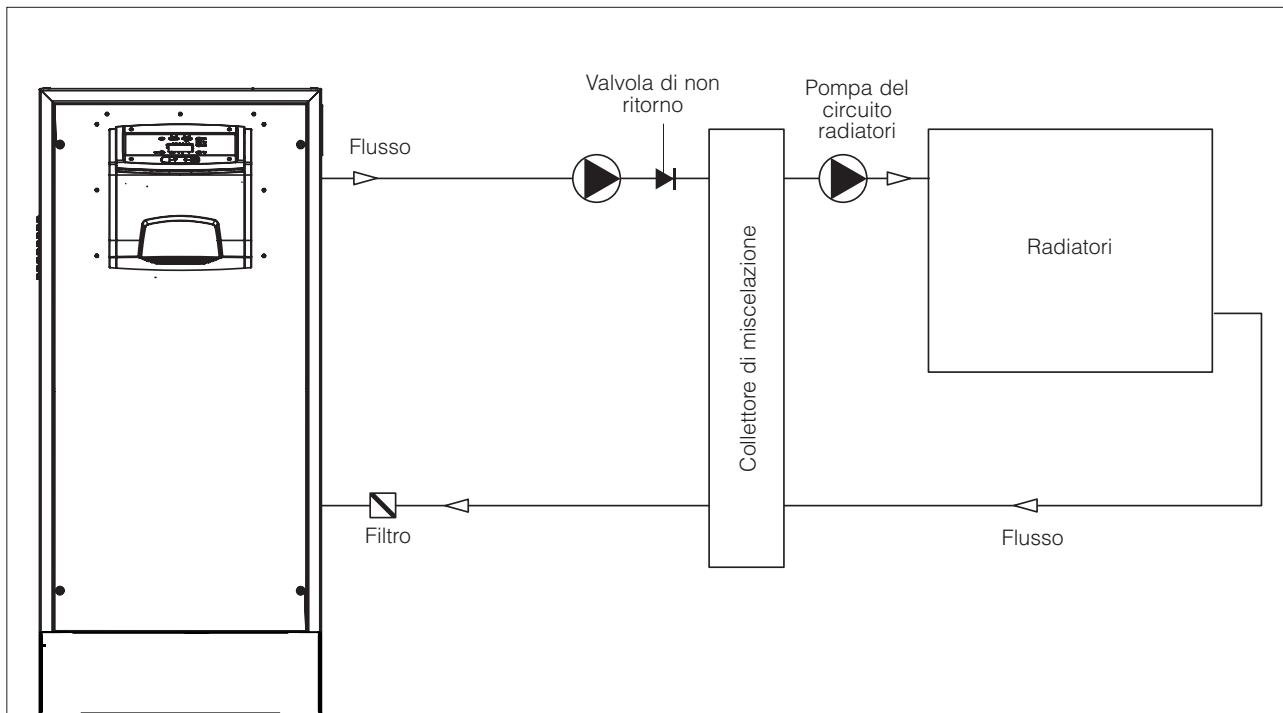 Valvola di non
ritorno
Pompa del
circuito
radiatori
Flusso
Collettore di miscelazione
Radiatori
Filtro
Flusso